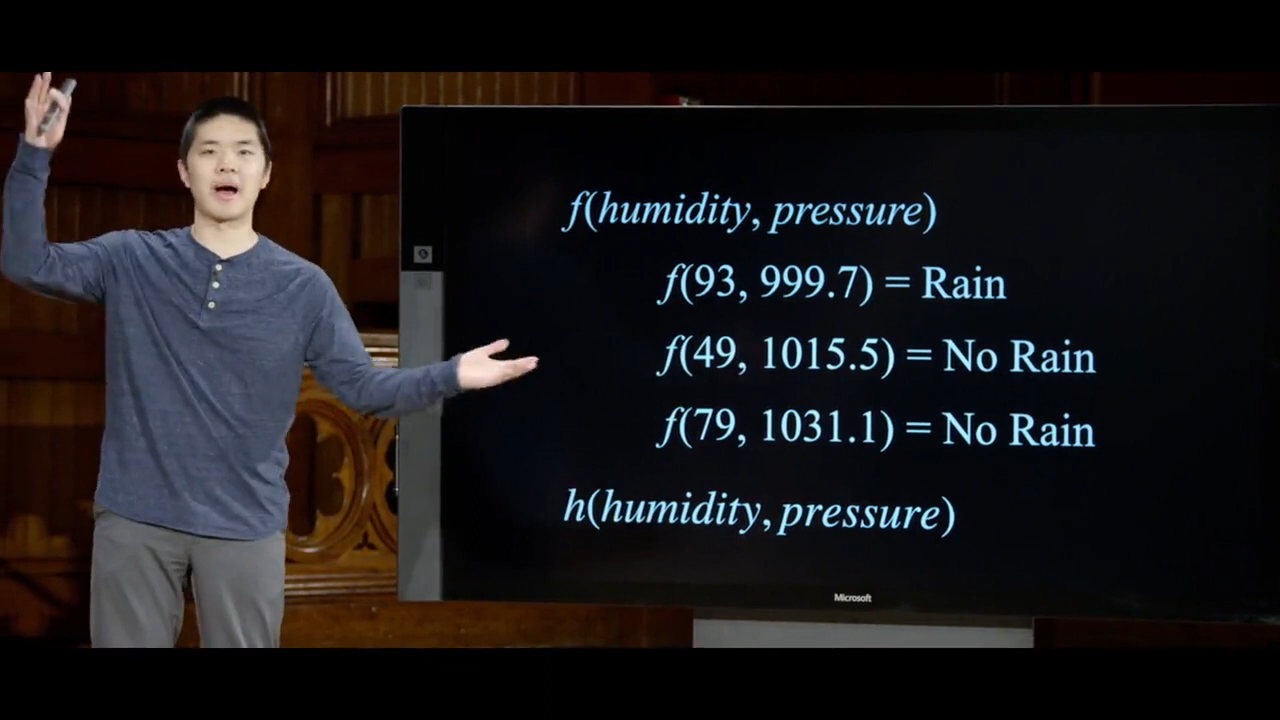 f(humidity, pressure)
f(93, 999.7) = Rain
f(49, 1015.5) = No Rain
f(79, 1031.1) = No Rain
h(humidity, pressure)
Microsoft